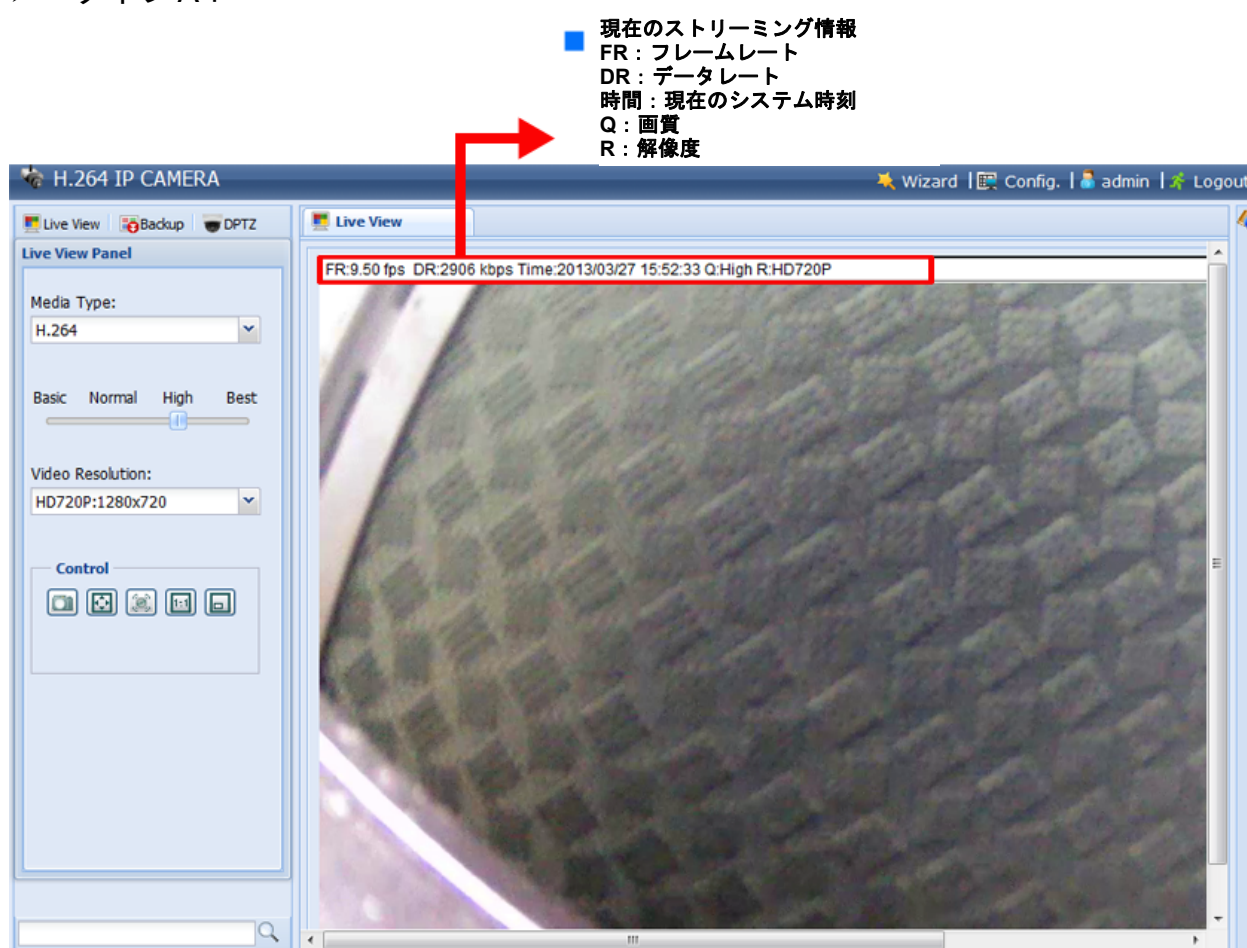 現在のストリーミング情報
FR：フレームレート
DR：データレート
時間：現在のシステム時刻
Q：画質
R：解像度
H.264 IP CAMERA
Wizard | Config. | admin | Logout
Live View Backup DPTZ
Live View
Live View Panel
FR:9.50 fps DR:2906 kbps Time:2013/03/27 15:52:33 Q:High R:HD720P
Media Type:
H.264
Basic Normal High Best
Video Resolution:
HD720P:1280x720
Control
1:1